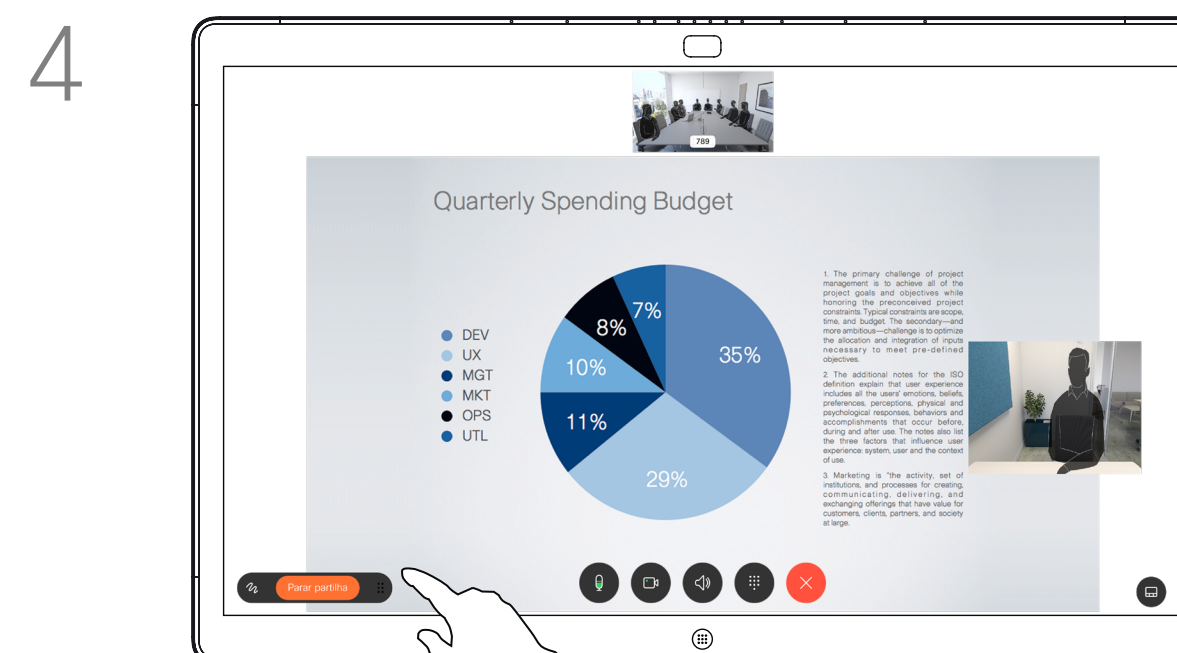 4
789
Quarterly Spending Budget
DEV
UX
MGT
MKT
OPS
UTL
7%
8%
35%
10%
11%
29%
1. The primary challenge of project
management is to achieve all of the
project goals and objectives while
honoring the preconceived project
constraints. Typical constraints are scope,
time, and budget. The secondary—and
more ambitious—challenge is to optimize
the allocation and integration of inputs
necessary to meet pre-defined
objectives.
2. The additional notes for the ISO
definition explain that user experience
includes all the users' emotions, beliefs,
preferences, perceptions, physical and
psychological responses, behaviors and
accomplishments that occur before,
during and after use. The notes also list
the three factors that influence user
experience: system, user and the context
of use.
3. Marketing is "the activity, set of
institutions, and processes for creating,
communicating, delivering, and
exchanging offerings that have value for
customers, clients, partners, and society
at large.
Parar partilha